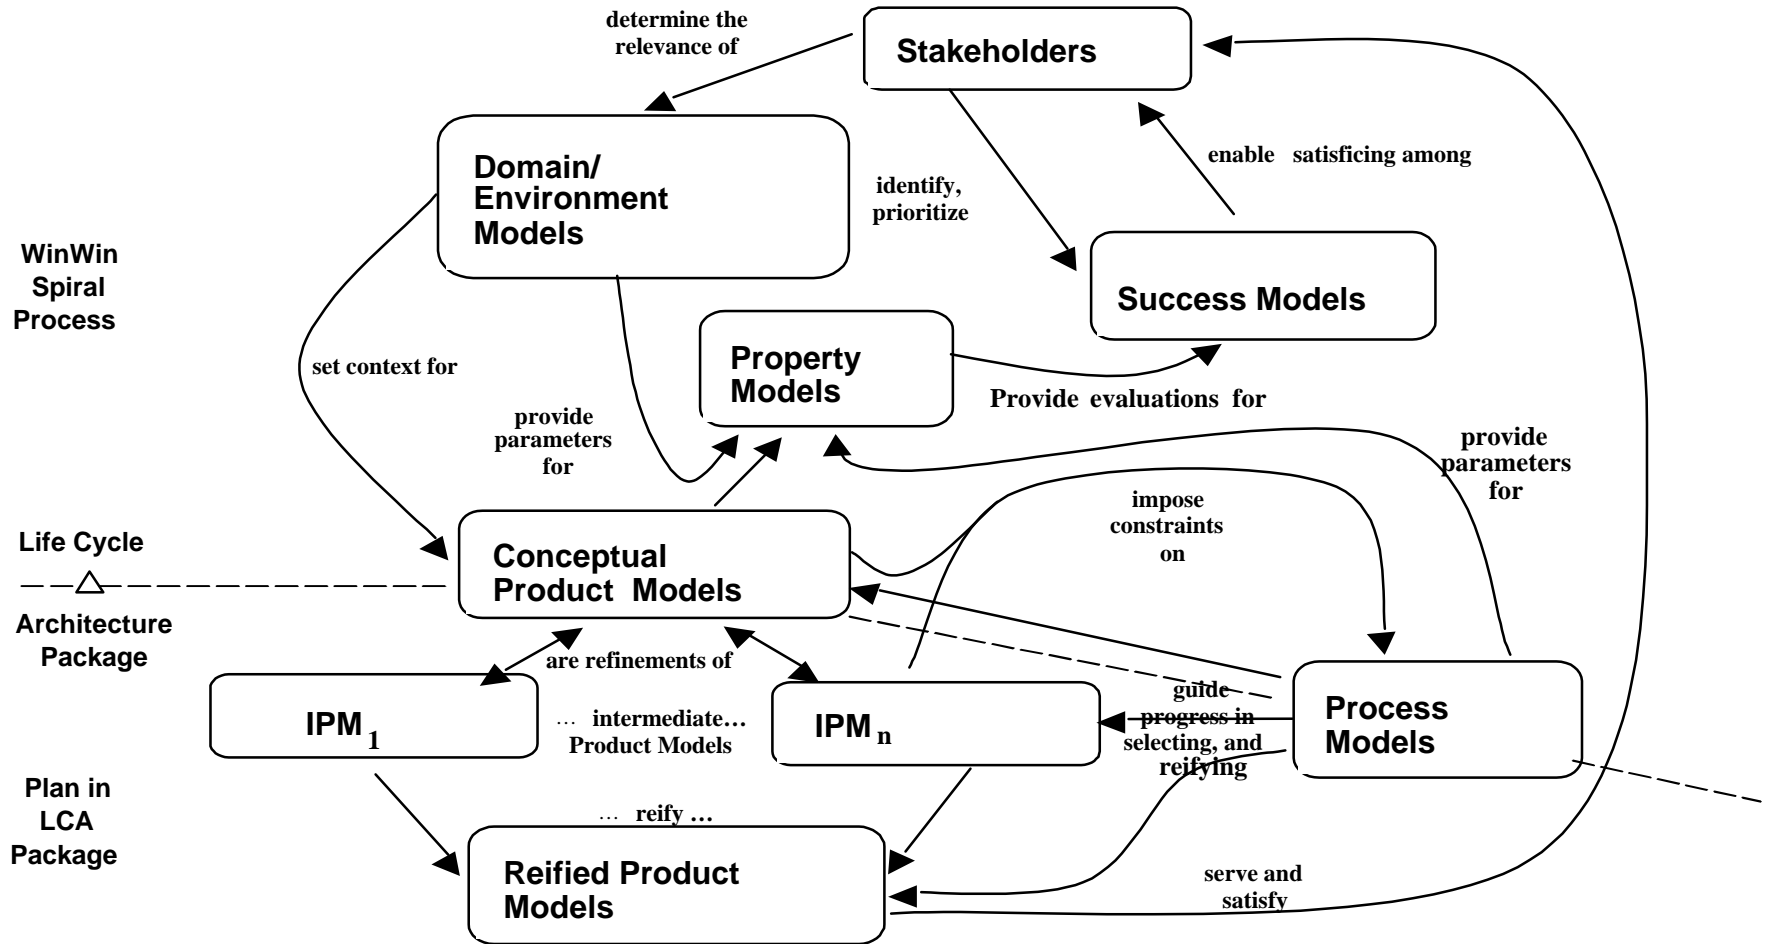 determine the
relevance of
Stakeholders
Domain/
Environment
Models
enable satisficing among
identify,
prioritize
WinWin
Spiral
Process
Success Models
Property
Models
set context for
Provide evaluations for
provide
parameters
for
provide
parameters
for
impose
constraints
on
Life Cycle
Conceptual
Product Models
Architecture
Package
are refinements of
IPM1
… intermediate…
Product Models
IPMn
guide
progress in
selecting, and
reifying
Process
Models
Plan in
LCA
Package
… reify …
Reified Product
Models
serve and
satisfy